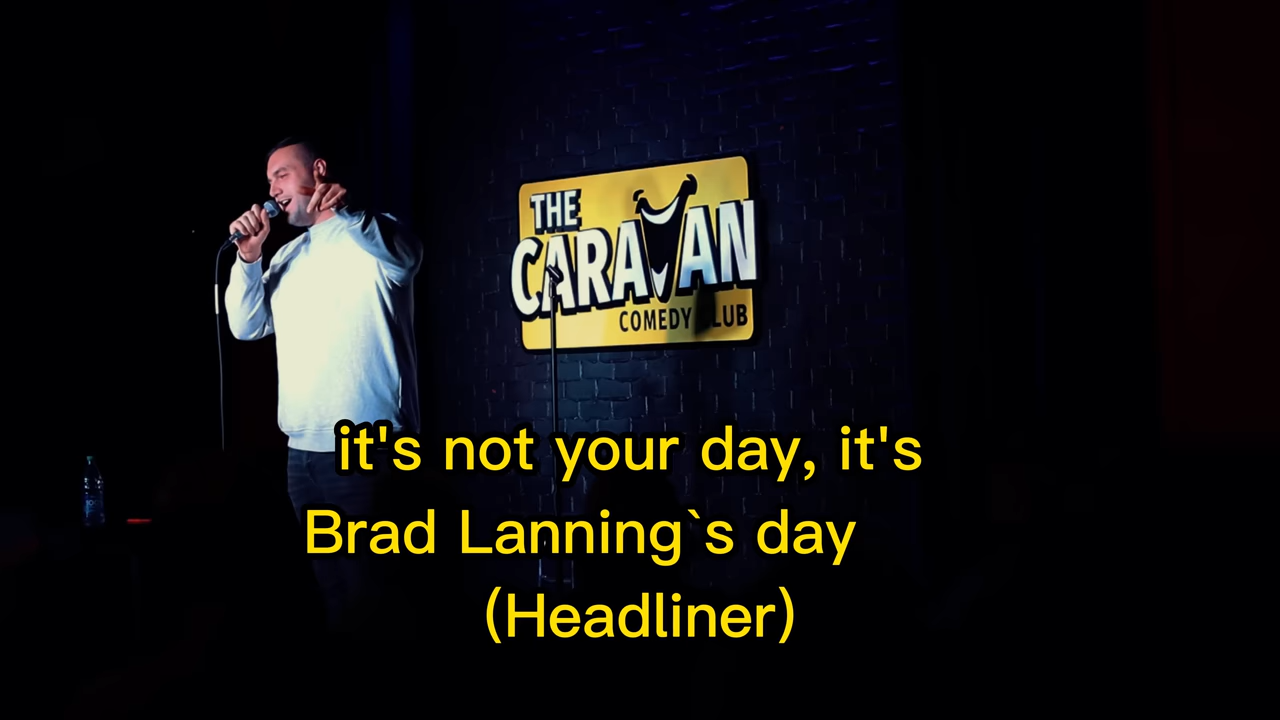 THE
CARAVAN
COMEDY CLUB
it's not your day, it's
Brad Lanning`s day
(Headliner)